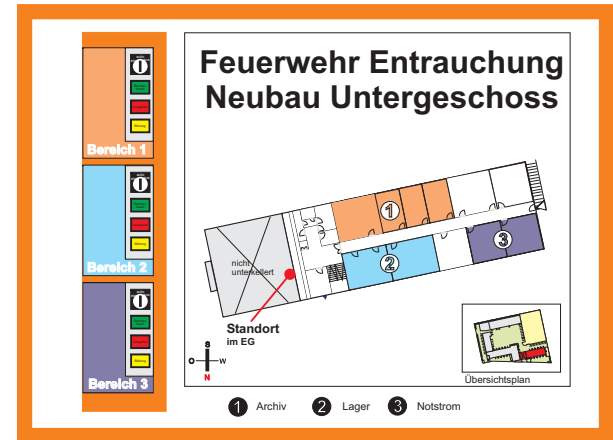 Feuerwehr Entrauchung
Neubau Untergeschoss
Bereich 1
Bereich 2
Bereich 3
1
2
3
nicht
unterkellert
Standort
im EG
S
O
W
N
Übersichtsplan
1 Archiv
2 Lager
3 Notstrom